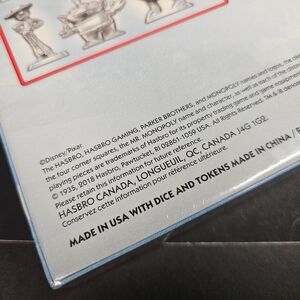 ©Disney/Pixar.
The HASBRO, HASBRO GAMING, PARKER BROTHERS, and MONOPOLY names and logos, the
the four corner squares, the MR. MONOPOLY name and character, as well as each of the
playing pieces are trademarks of Hasbro for its property trading game and game equipment.
© 1935, 2018 Hasbro, Pawtucket, RI 02861-1059 USA. All Rights Reserved. TM & ® denote
Please retain this information for future reference.
HASBRO CANADA, LONGUEUIL, QC, CANADA J4G 1G2.
Conservez cette information pour référence ultérieure.
MADE IN USA WITH DICE AND TOKENS MADE IN CHINA /